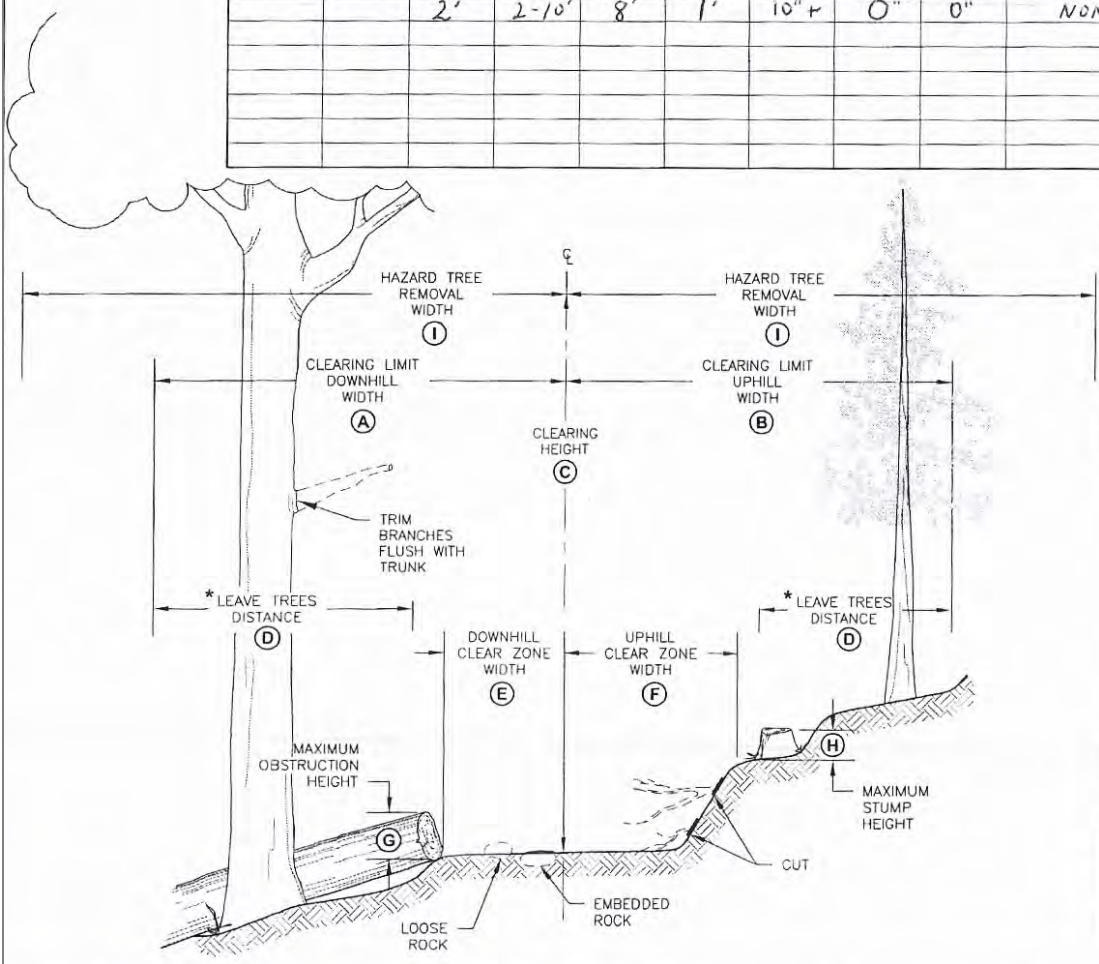 2' 2-10' 8' 1' 10"+ 0" 0" NON
℄
HAZARD TREE
REMOVAL
WIDTH
I
HAZARD TREE
REMOVAL
WIDTH
I
CLEARING LIMIT
DOWNHILL
WIDTH
A
CLEARING LIMIT
UPHILL
WIDTH
B
CLEARING
HEIGHT
C
TRIM
BRANCHES
FLUSH WITH
TRUNK
* LEAVE TREES
DISTANCE
D
* LEAVE TREES
DISTANCE
D
DOWNHILL
CLEAR ZONE
WIDTH
E
UPHILL
CLEAR ZONE
WIDTH
F
MAXIMUM
OBSTRUCTION
HEIGHT
G
H
MAXIMUM
STUMP
HEIGHT
CUT
EMBEDDED
ROCK
LOOSE
ROCK